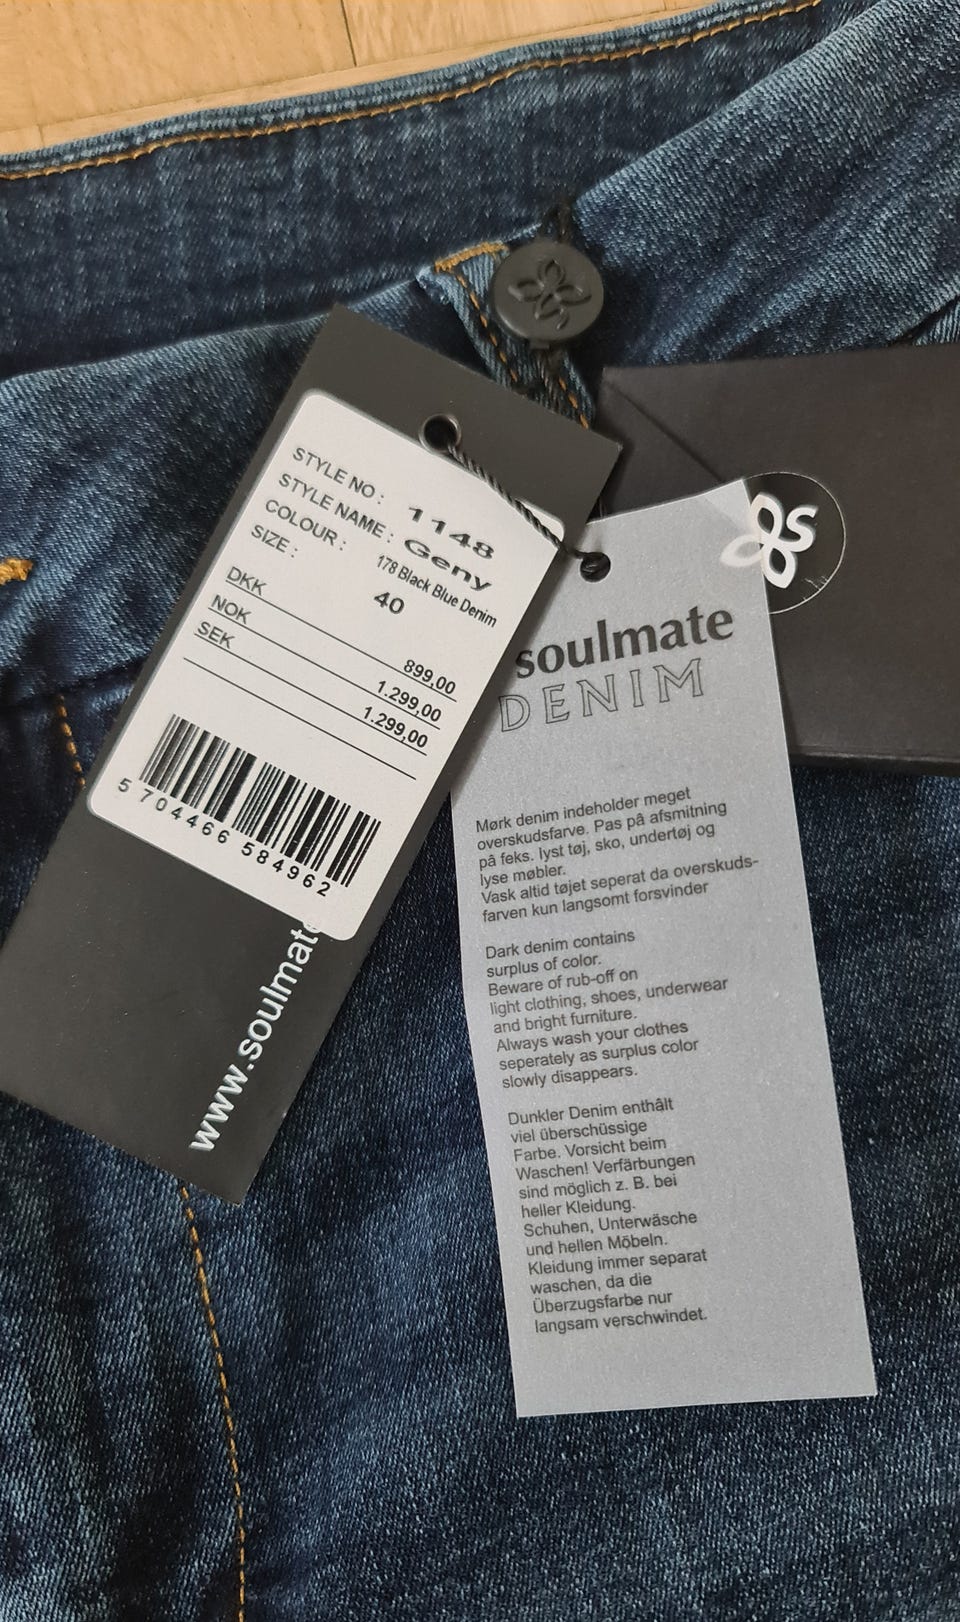 STYLE NO : 1148
STYLE NAME : Geny
COLOUR : 178 Black Blue Denim
SIZE : 40
DKK 899,00
NOK 1.299,00
SEK 1.299,00
5 704466 584962
www.soulmate
S
soulmate
DENIM
Mørk denim indeholder meget
overskudsfarve. Pas på afsmitning
på feks. lyst tøj, sko, undertøj og
lyse møbler.
Vask altid tøjet seperat da overskuds-
farven kun langsomt forsvinder
Dark denim contains
surplus of color.
Beware of rub-off on
light clothing, shoes, underwear
and bright furniture.
Always wash your clothes
seperately as surplus color
slowly disappears.
Dunkler Denim enthält
viel überschüssige
Farbe. Vorsicht beim
Waschen! Verfärbungen
sind möglich z. B. bei
heller Kleidung.
Schuhen, Unterwäsche
und hellen Möbeln.
Kleidung immer separat
waschen, da die
Überzugsfarbe nur
langsam verschwindet.